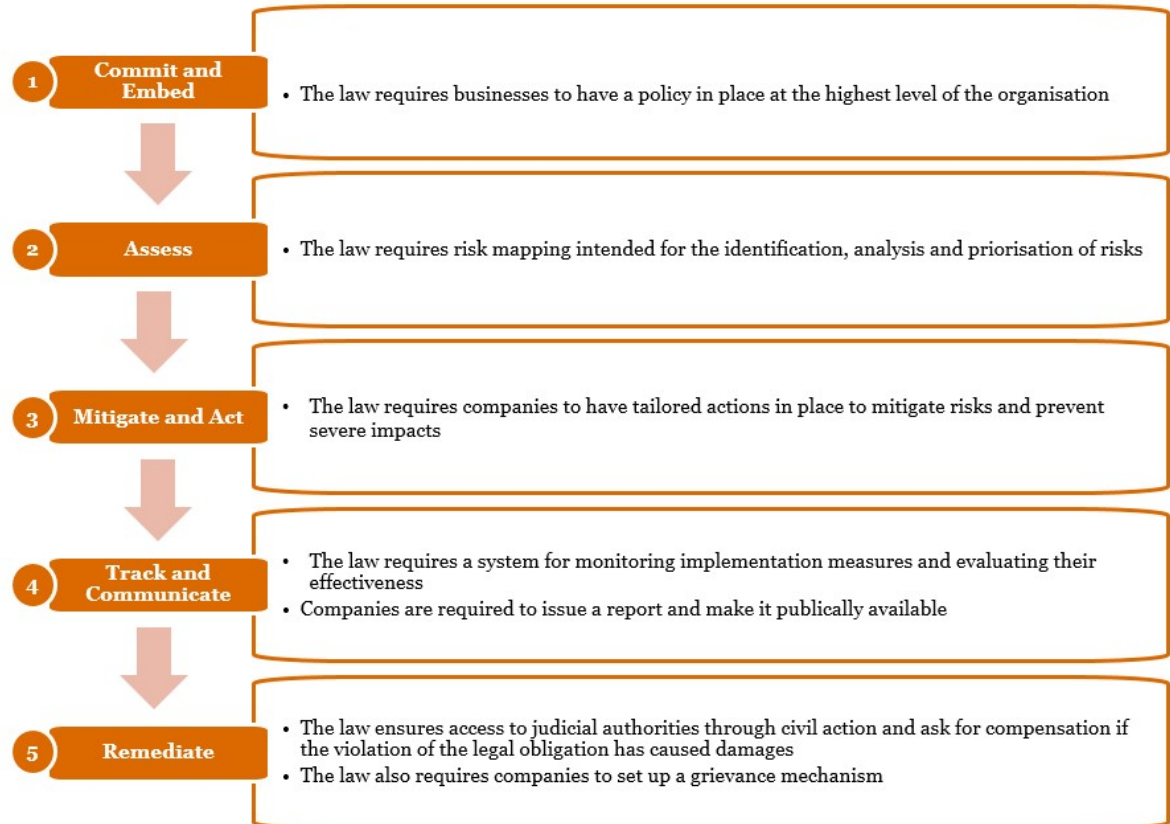 1
Commit and
Embed
• The law requires businesses to have a policy in place at the highest level of the organisation
2
Assess
• The law requires risk mapping intended for the identification, analysis and priorisation of risks
3
Mitigate and Act
• The law requires companies to have tailored actions in place to mitigate risks and prevent
severe impacts
4
Track and
Communicate
• The law requires a system for monitoring implementation measures and evaluating their
effectiveness
• Companies are required to issue a report and make it publically available
5
Remediate
• The law ensures access to judicial authorities through civil action and ask for compensation if
the violation of the legal obligation has caused damages
• The law also requires companies to set up a grievance mechanism